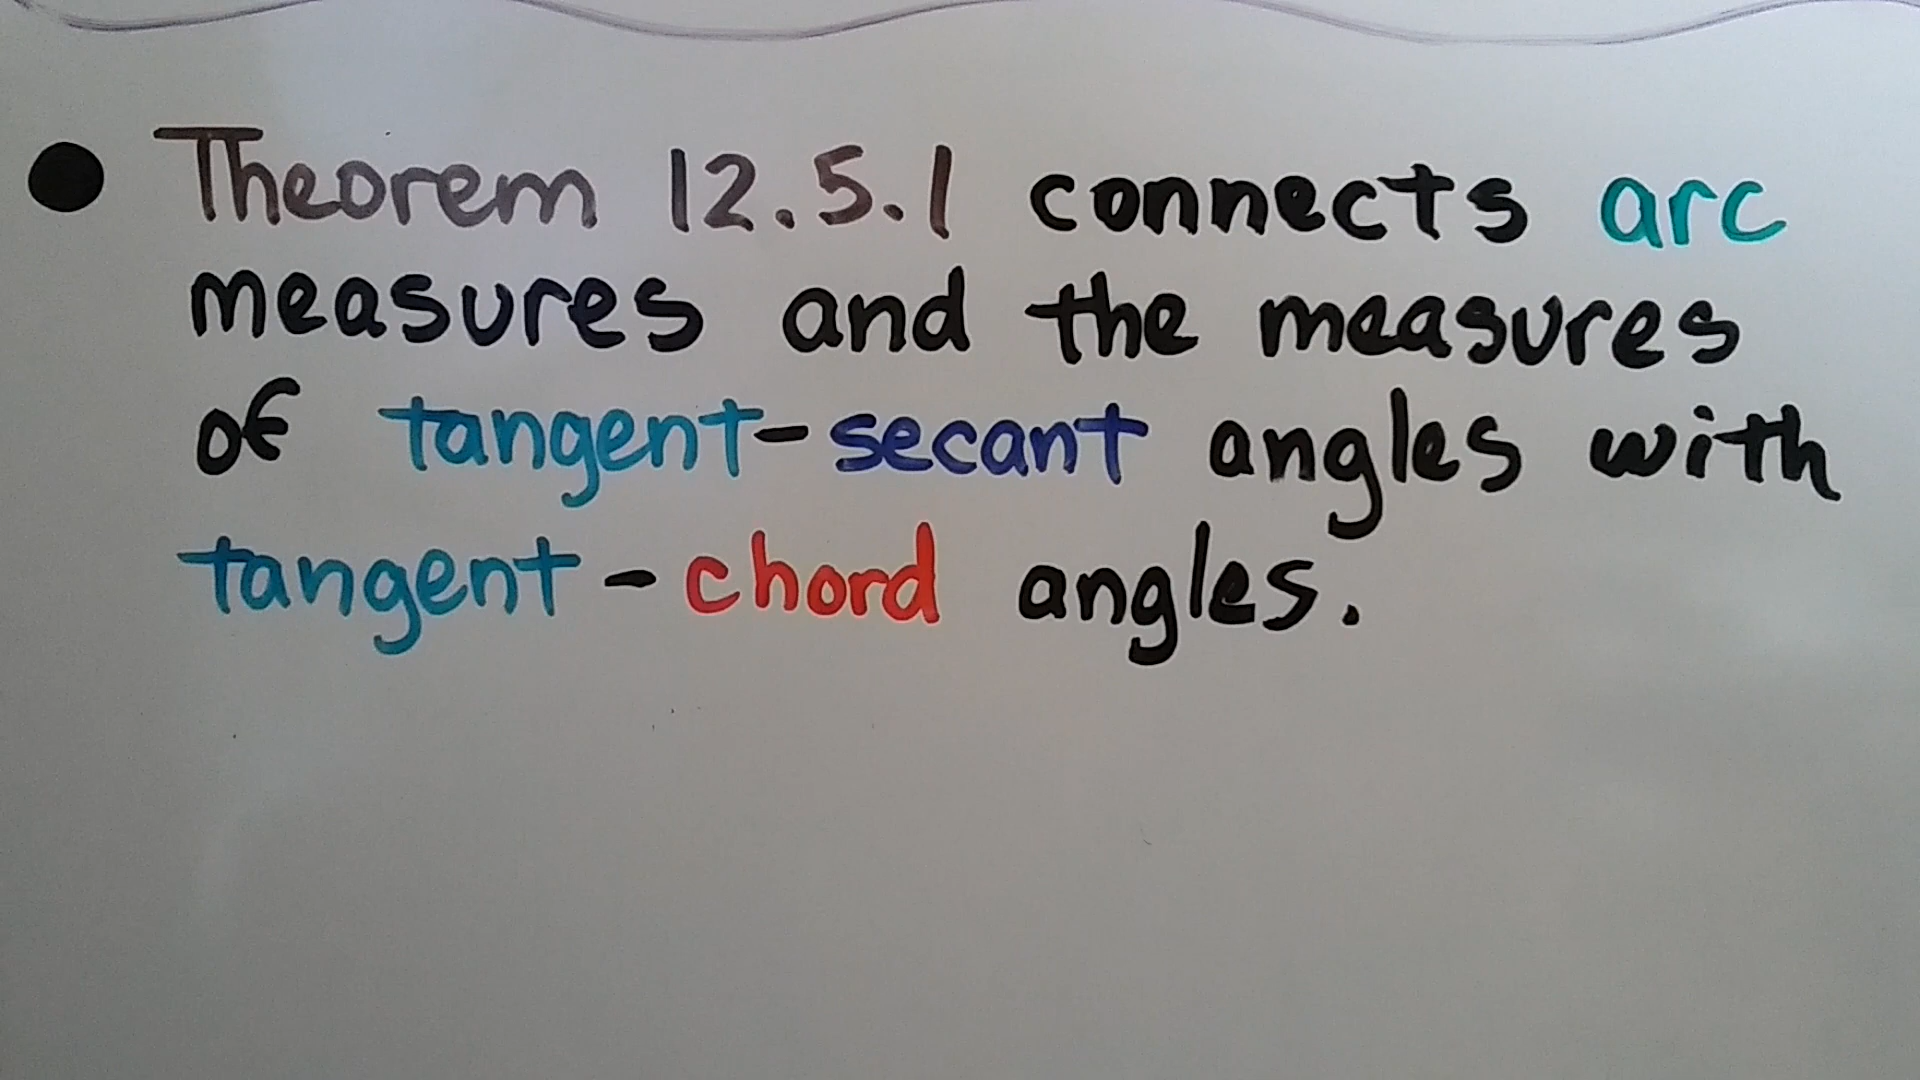 ● Theorem 12.5.1 connects arc
measures and the measures
of tangent-secant angles with
tangent-chord angles.